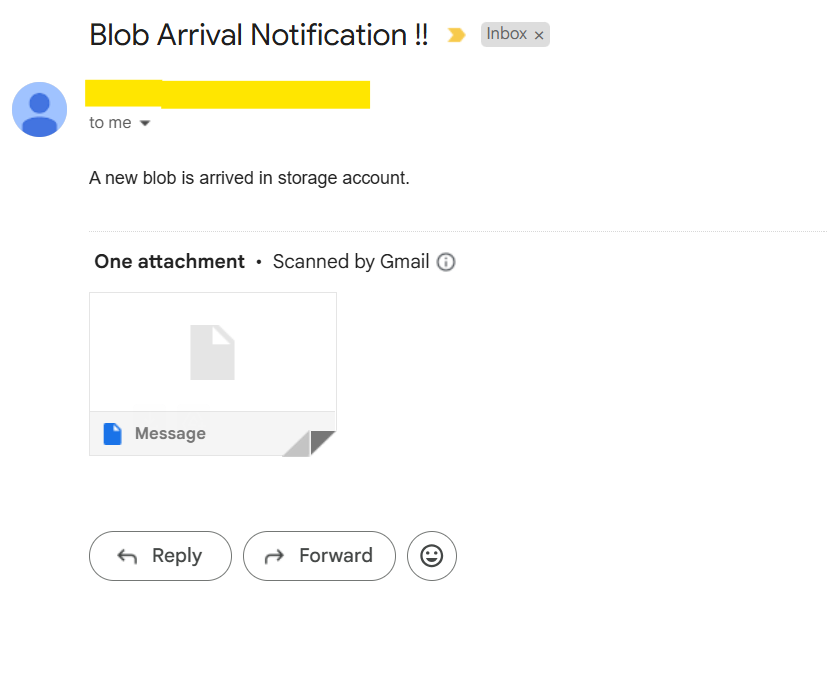 Blob Arrival Notification !! Inbox ×
to me
A new blob is arrived in storage account.
One attachment • Scanned by Gmail
Message
Reply Forward